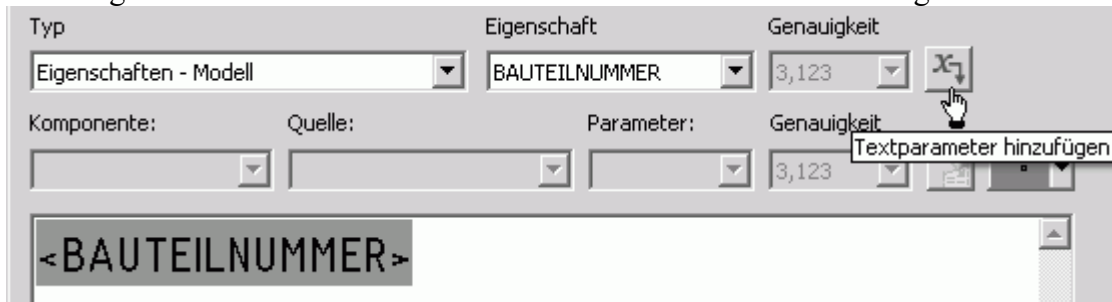 Typ Eigenschaft Genauigkeit
Eigenschaften - Modell BAUTEILNUMMER 3,123
Komponente: Quelle: Parameter: Genauigkeit
Textparameter hinzufügen
3,123
<BAUTEILNUMMER>